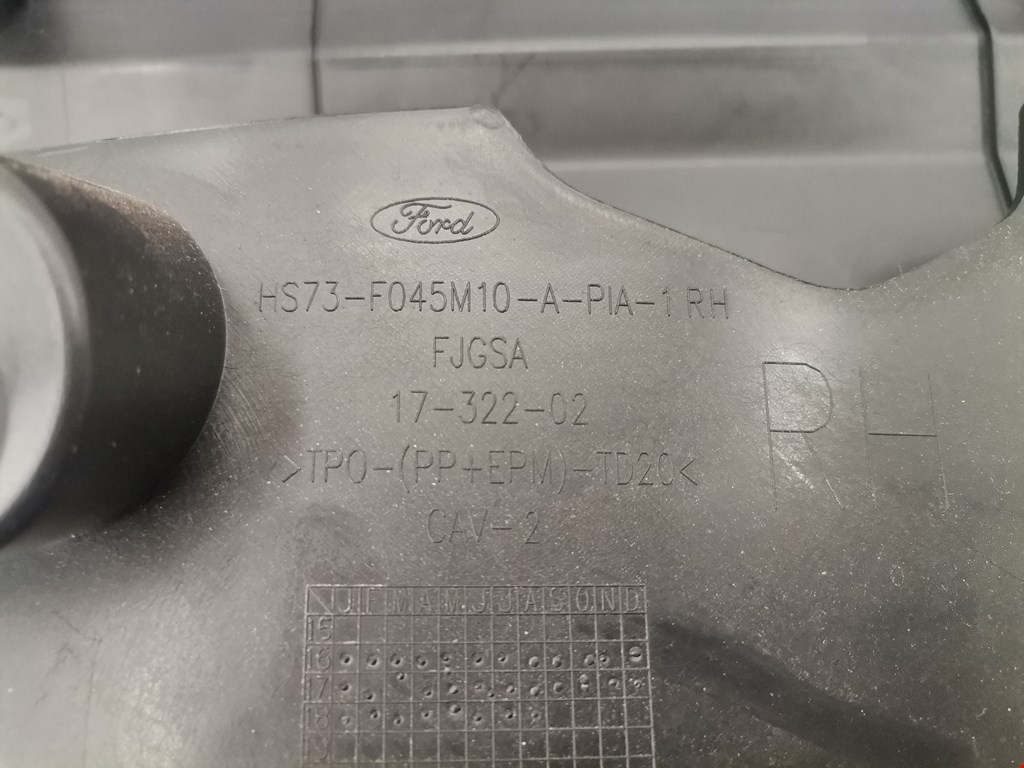 Ford
HS73-F045M10-A-PIA-1 RH
FJGSA
17-322-02
>TPO-(PP+EPM)-TD20<
CAV-2
RH
J F M A M J J A S O N D
15
16
17
18
19